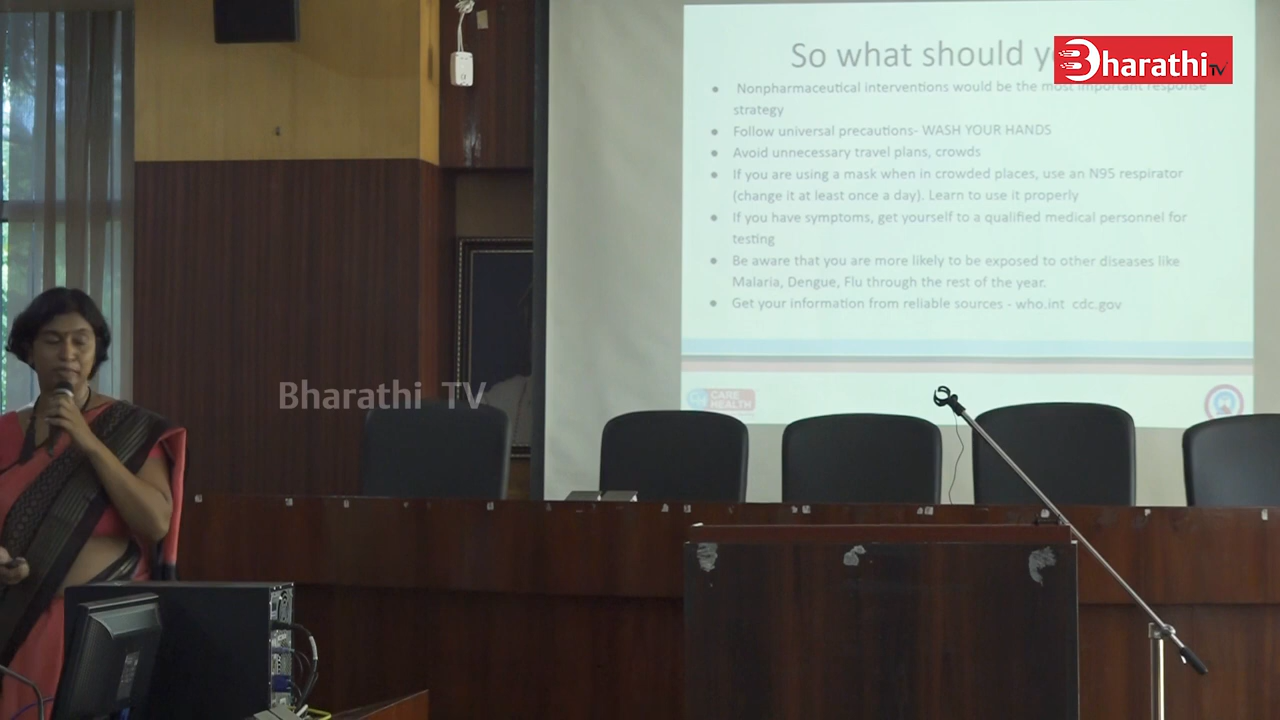 So what should y
Bharathi TV
Nonpharmaceutical interventions would be the most important response
strategy
Follow universal precautions- WASH YOUR HANDS
Avoid unnecessary travel plans, crowds
If you are using a mask when in crowded places, use an N95 respirator
(change it at least once a day). Learn to use it properly
If you have symptoms, get yourself to a qualified medical personnel for
testing
Be aware that you are more likely to be exposed to other diseases like
Malaria, Dengue, Flu through the rest of the year.
Get your information from reliable sources - who.int cdc.gov
Bharathi TV
CARE
HEALTH